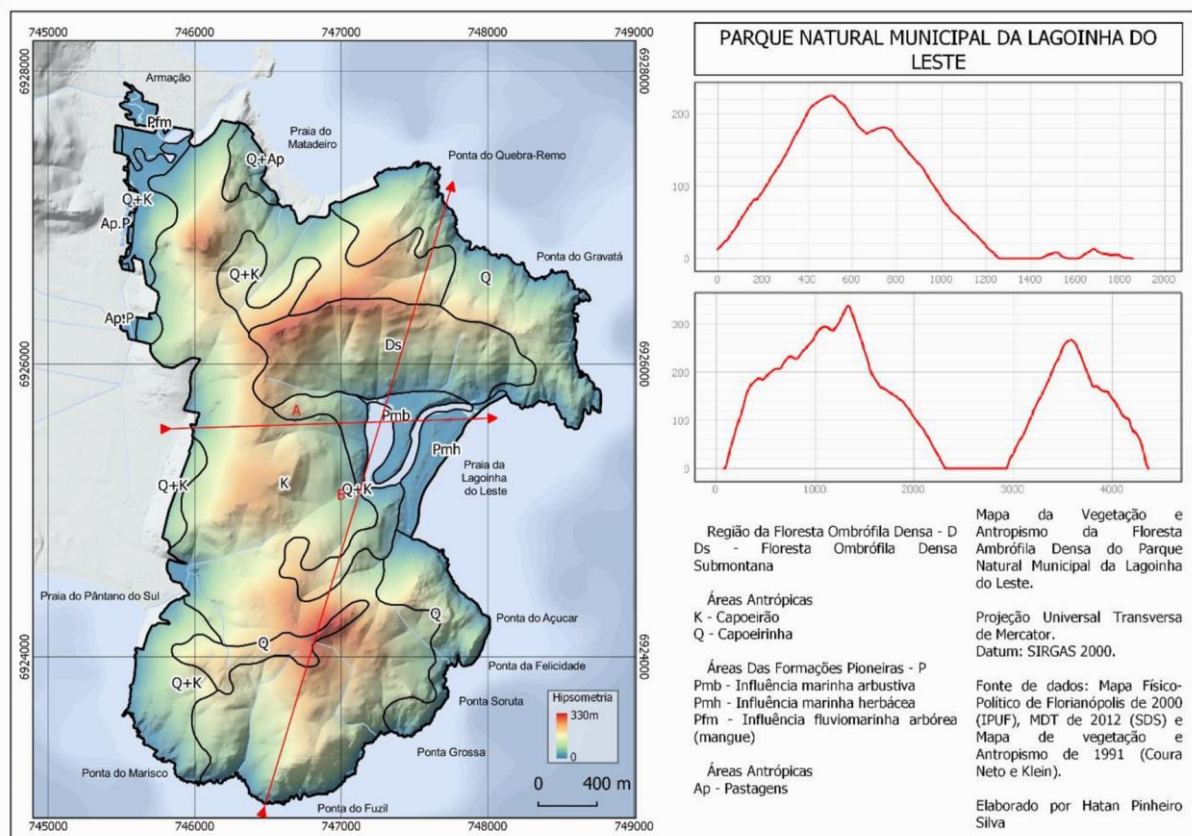 745000 746000 747000 748000 749000
6928000
6928000
6926000
6926000
6924000
6924000
Armação
Pfm
Praia do
Matadeiro
Q+Ap
Ponta do Quebra-Remo
Q+K
Ap.P
Q+K
Q
Ponta do Gravatá
Ap!P
Ds
A
Pmb
Pmh
Praia da
Lagoinha
do Leste
Q+K
K
B
Q+K
Praia do Pântano do Sul
Q
Q
Ponta do Açucar
Q+K
Ponta da Felicidade
Ponta Soruta
Hipsometria
330m
0
Ponta Grossa
Ponta do Marisco
0 400 m
Ponta do Fuzil
745000 746000 747000 748000 749000
PARQUE NATURAL MUNICIPAL DA LAGOINHA DO
LESTE
200
100
0
0 200 400 600 800 1000 1200 1400 1600 1800 2000
300
200
100
0
0 1000 2000 3000 4000
Região da Floresta Ombrófila Densa - D
Ds - Floresta Ombrófila Densa
Submontana
Áreas Antrópicas
K - Capoeirão
Q - Capoeirinha
Áreas Das Formações Pioneiras - P
Pmb - Influência marinha arbustiva
Pmh - Influência marinha herbácea
Pfm - Influência fluviomarinha arbórea
(mangue)
Áreas Antrópicas
Ap - Pastagens
Mapa da Vegetação e
Antropismo da Floresta
Ambrófila Densa do Parque
Natural Municipal da Lagoinha
do Leste.
Projeção Universal Transversa
de Mercator.
Datum: SIRGAS 2000.
Fonte de dados: Mapa Físico-
Político de Florianópolis de 2000
(IPUF), MDT de 2012 (SDS) e
Mapa de vegetação e
Antropismo de 1991 (Coura
Neto e Klein).
Elaborado por Hatan Pinheiro
Silva